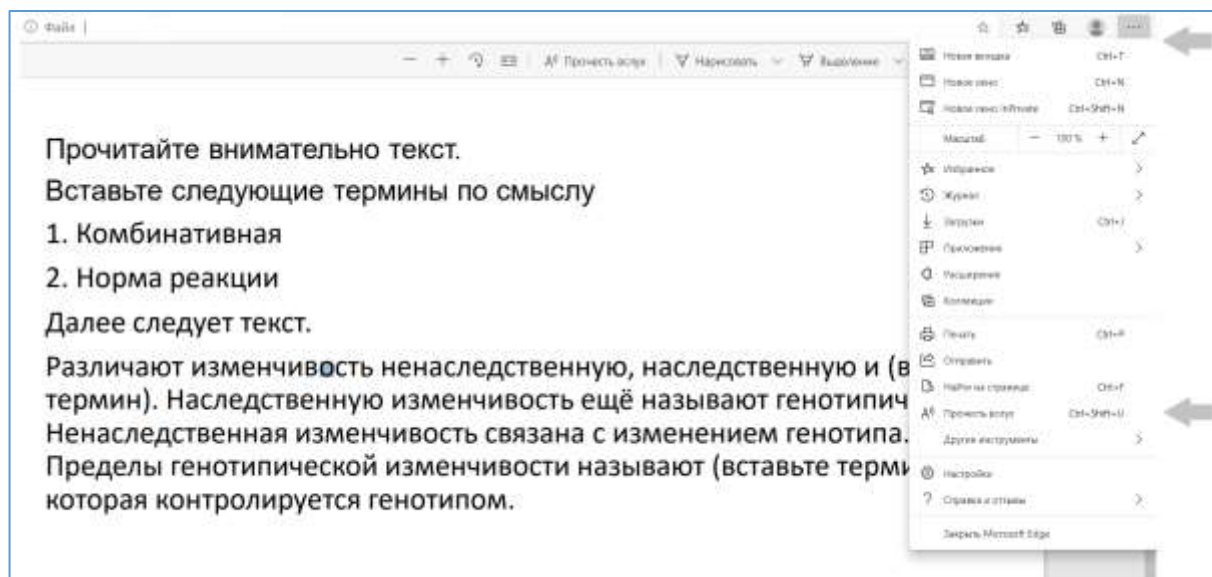 Файл
Прочесть вслух Нарисовать Выделение
Новая вкладка Ctrl+T
Новое окно Ctrl+N
Новое окно InPrivate Ctrl+Shift+N
Масштаб — 100 % +
Избранное
Журнал
Загрузки Ctrl+J
Приложения
Расширения
Коллекции
Печать Ctrl+P
Отправить
Найти на странице Ctrl+F
Прочесть вслух Ctrl+Shift+U
Другие инструменты
Настройки
? Справка и отзывы
Закрыть Microsoft Edge
Прочитайте внимательно текст.
Вставьте следующие термины по смыслу
1. Комбинативная
2. Норма реакции
Далее следует текст.
Различают изменчивость ненаследственную, наследственную и (в
термин). Наследственную изменчивость ещё называют генотипич
Ненаследственная изменчивость связана с изменением генотипа.
Пределы генотипической изменчивости называют (вставьте терми
которая контролируется генотипом.